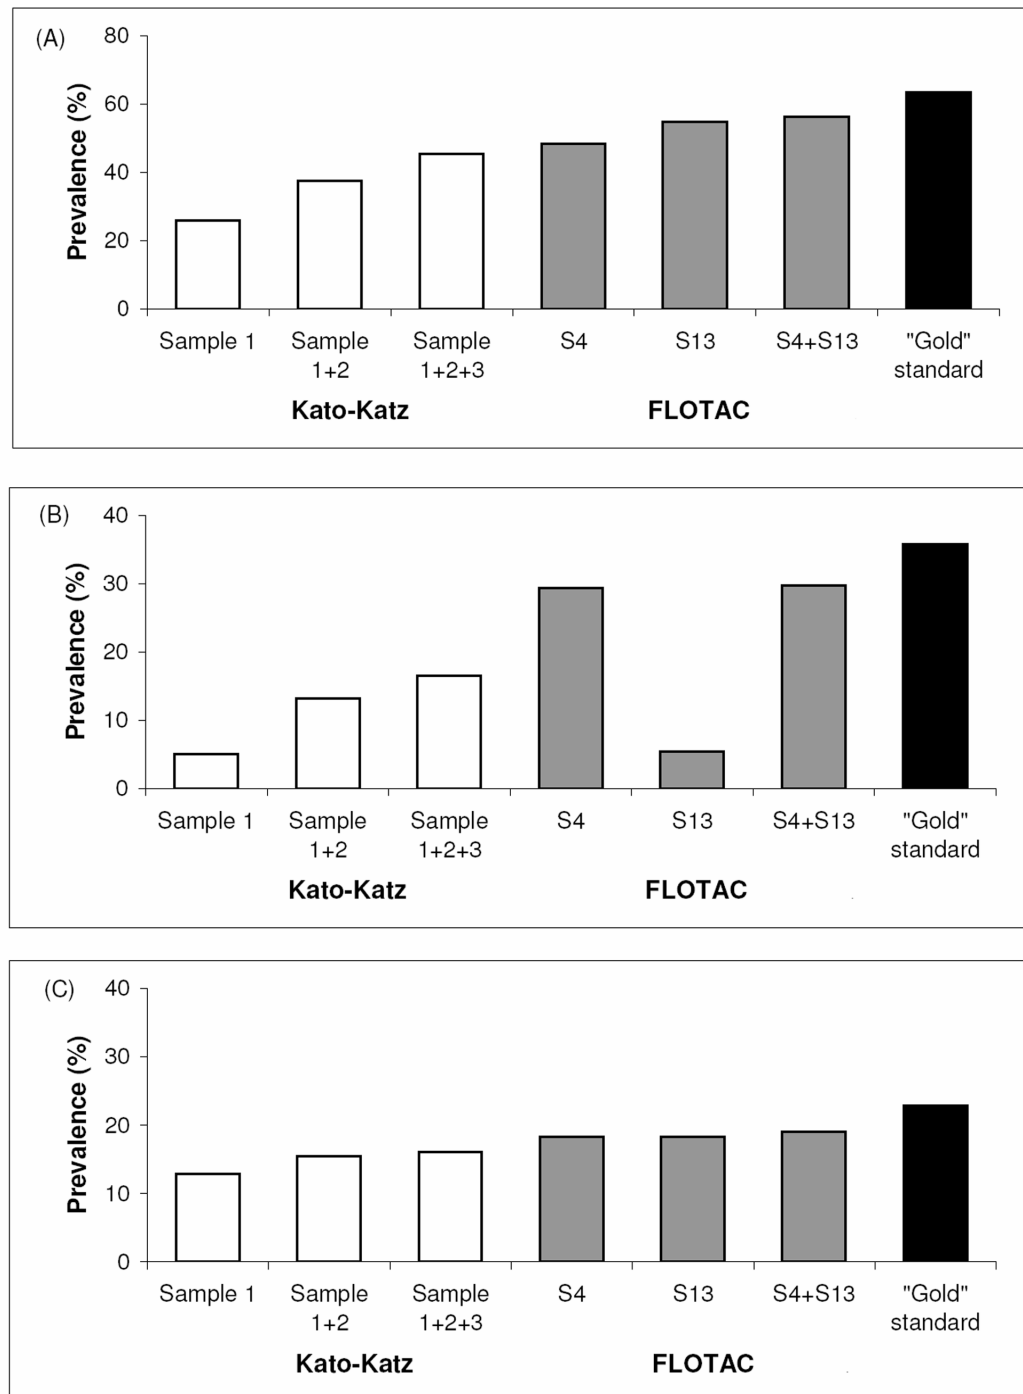 (A)
Prevalence (%)
80
60
40
20
0
Sample 1
Sample
1+2
Sample
1+2+3
S4
S13
S4+S13
"Gold"
standard
Kato-Katz
FLOTAC
(B)
Prevalence (%)
40
30
20
10
0
Sample 1
Sample
1+2
Sample
1+2+3
S4
S13
S4+S13
"Gold"
standard
Kato-Katz
FLOTAC
(C)
Prevalence (%)
40
30
20
10
0
Sample 1
Sample
1+2
Sample
1+2+3
S4
S13
S4+S13
"Gold"
standard
Kato-Katz
FLOTAC